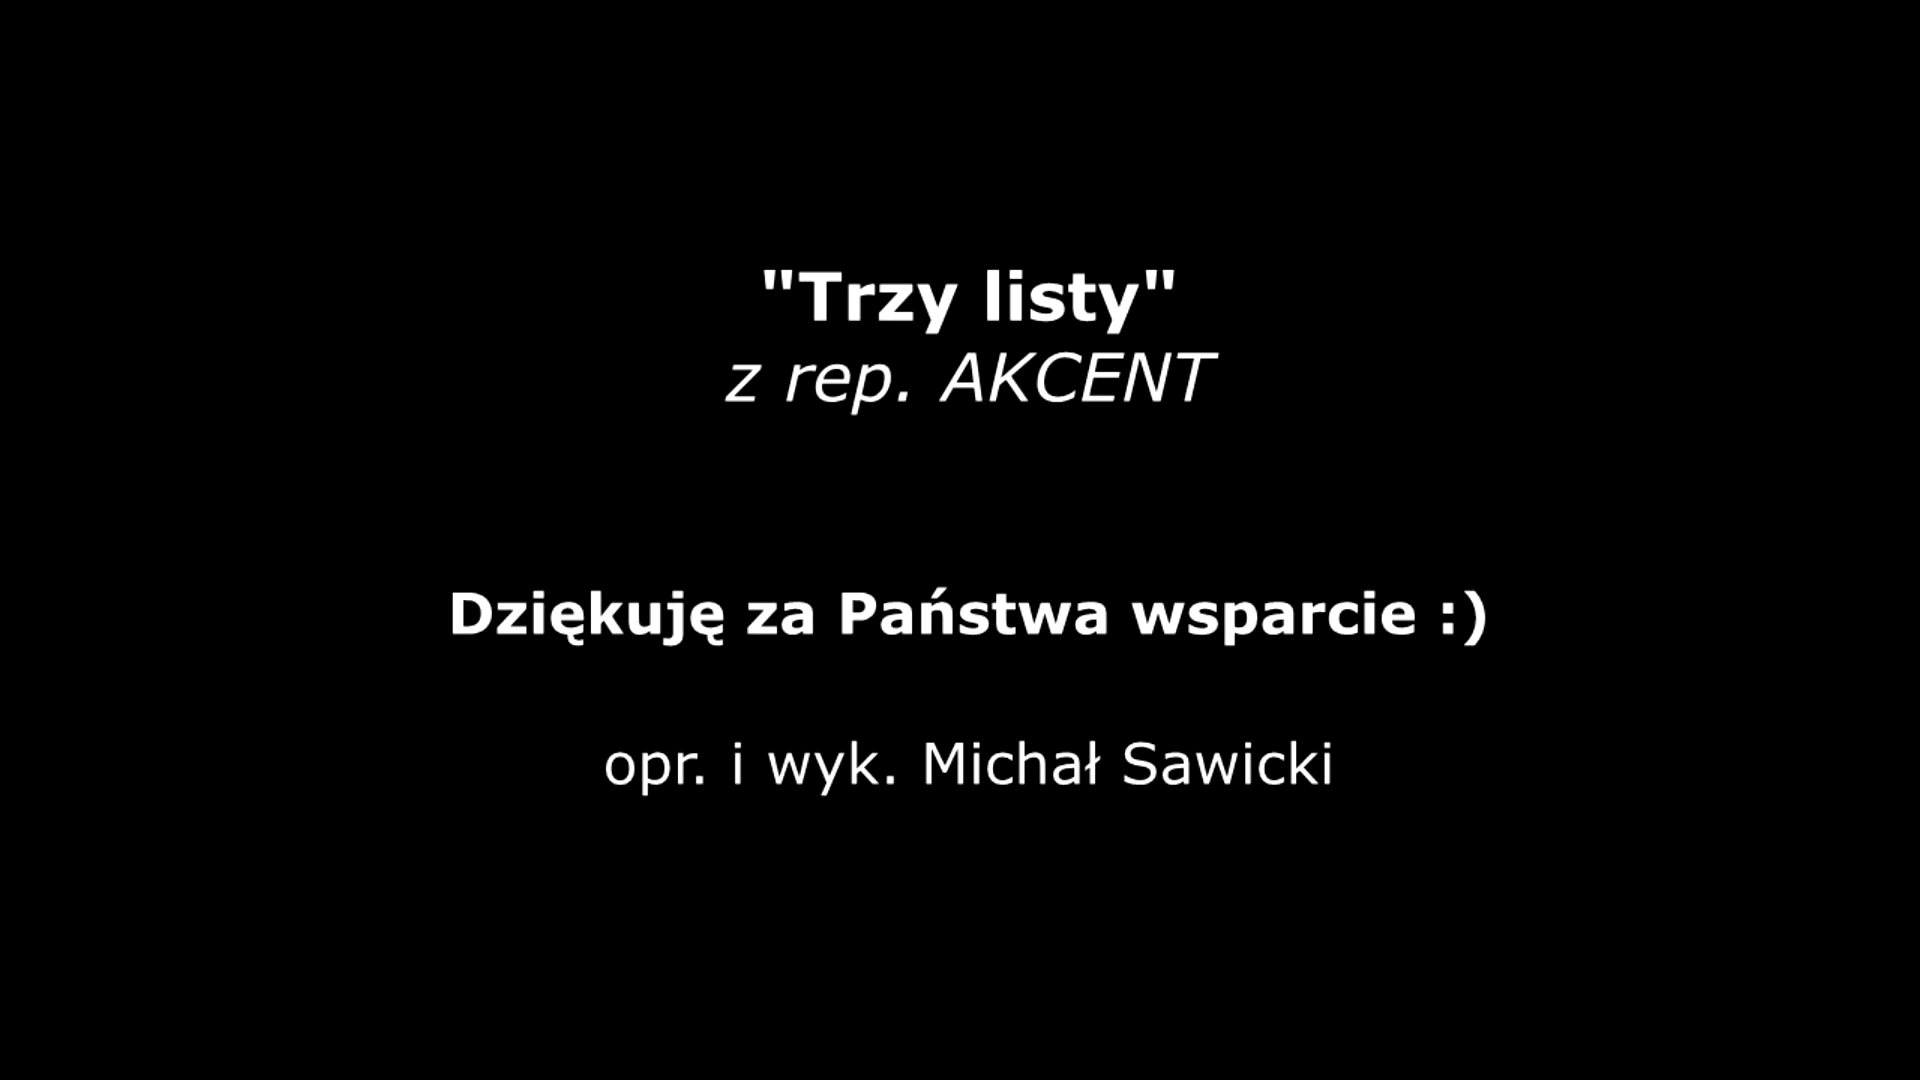 "Trzy listy"
z rep. AKCENT
Dziękuję za Państwa wsparcie :)
opr. i wyk. Michał Sawicki